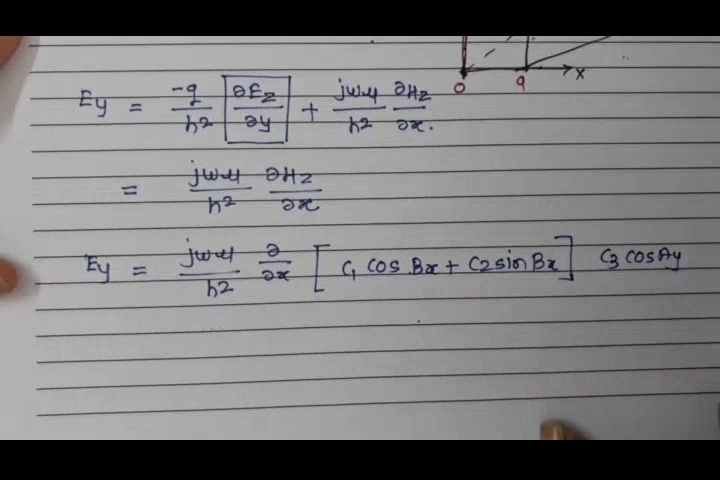 0 a x
Ey = -q/h² ∂Ez/∂y + jωμ/h² ∂Hz/∂x.
= jωμ/h² ∂Hz/∂x
Ey = jωμ/h² ∂/∂x [ C₁ cos Bx + C2 sin Bx ] C3 cos Ay